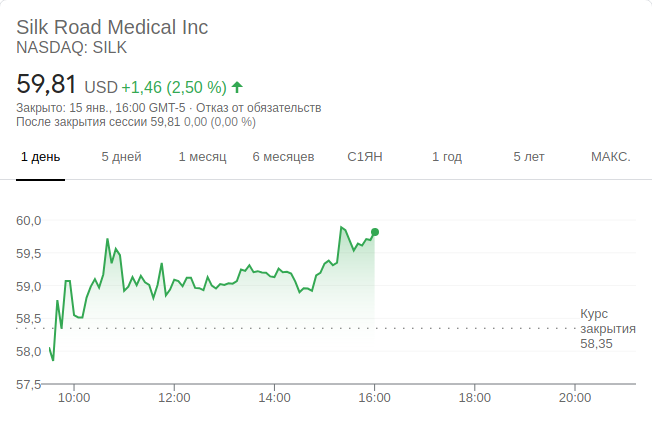 Silk Road Medical Inc
NASDAQ: SILK
59,81 USD +1,46 (2,50 %)
Закрыто: 15 янв., 16:00 GMT-5 · Отказ от обязательств
После закрытия сессии 59,81 0,00 (0,00 %)
1 день 5 дней 1 месяц 6 месяцев С1ЯН 1 год 5 лет МАКС.
60,0
59,5
59,0
58,5
Курс
закрытия
58,35
58,0
57,5
10:00 12:00 14:00 16:00 18:00 20:00